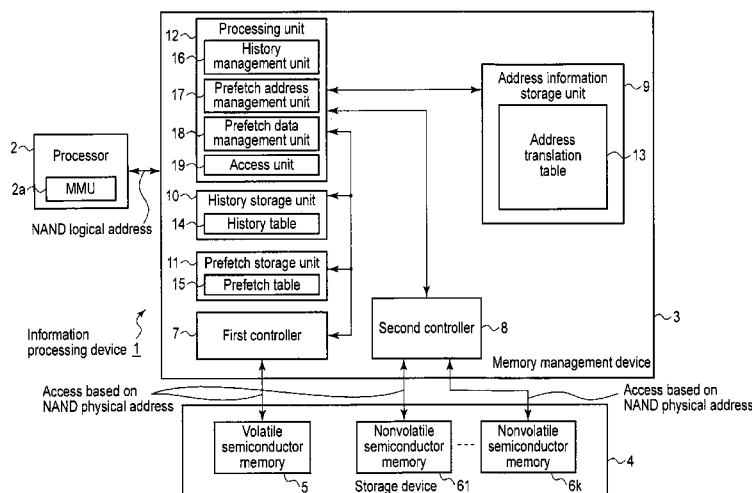 12
Processing unit
16
History
management unit
17
Prefetch address
management unit
18
Prefetch data
management unit
19
Access unit
2
Processor
2a
MMU
NAND logical address
10
History storage unit
14
History table
11
Prefetch storage unit
15
Prefetch table
7
First controller
Second controller
8
Address information
storage unit
9
Address
translation
table
13
3
Memory management device
Information
processing device 1
Access based on
NAND physical address
Access based on
NAND physical address
Volatile
semiconductor
memory
5
Nonvolatile
semiconductor
memory
61
Nonvolatile
semiconductor
memory
6k
Storage device
4